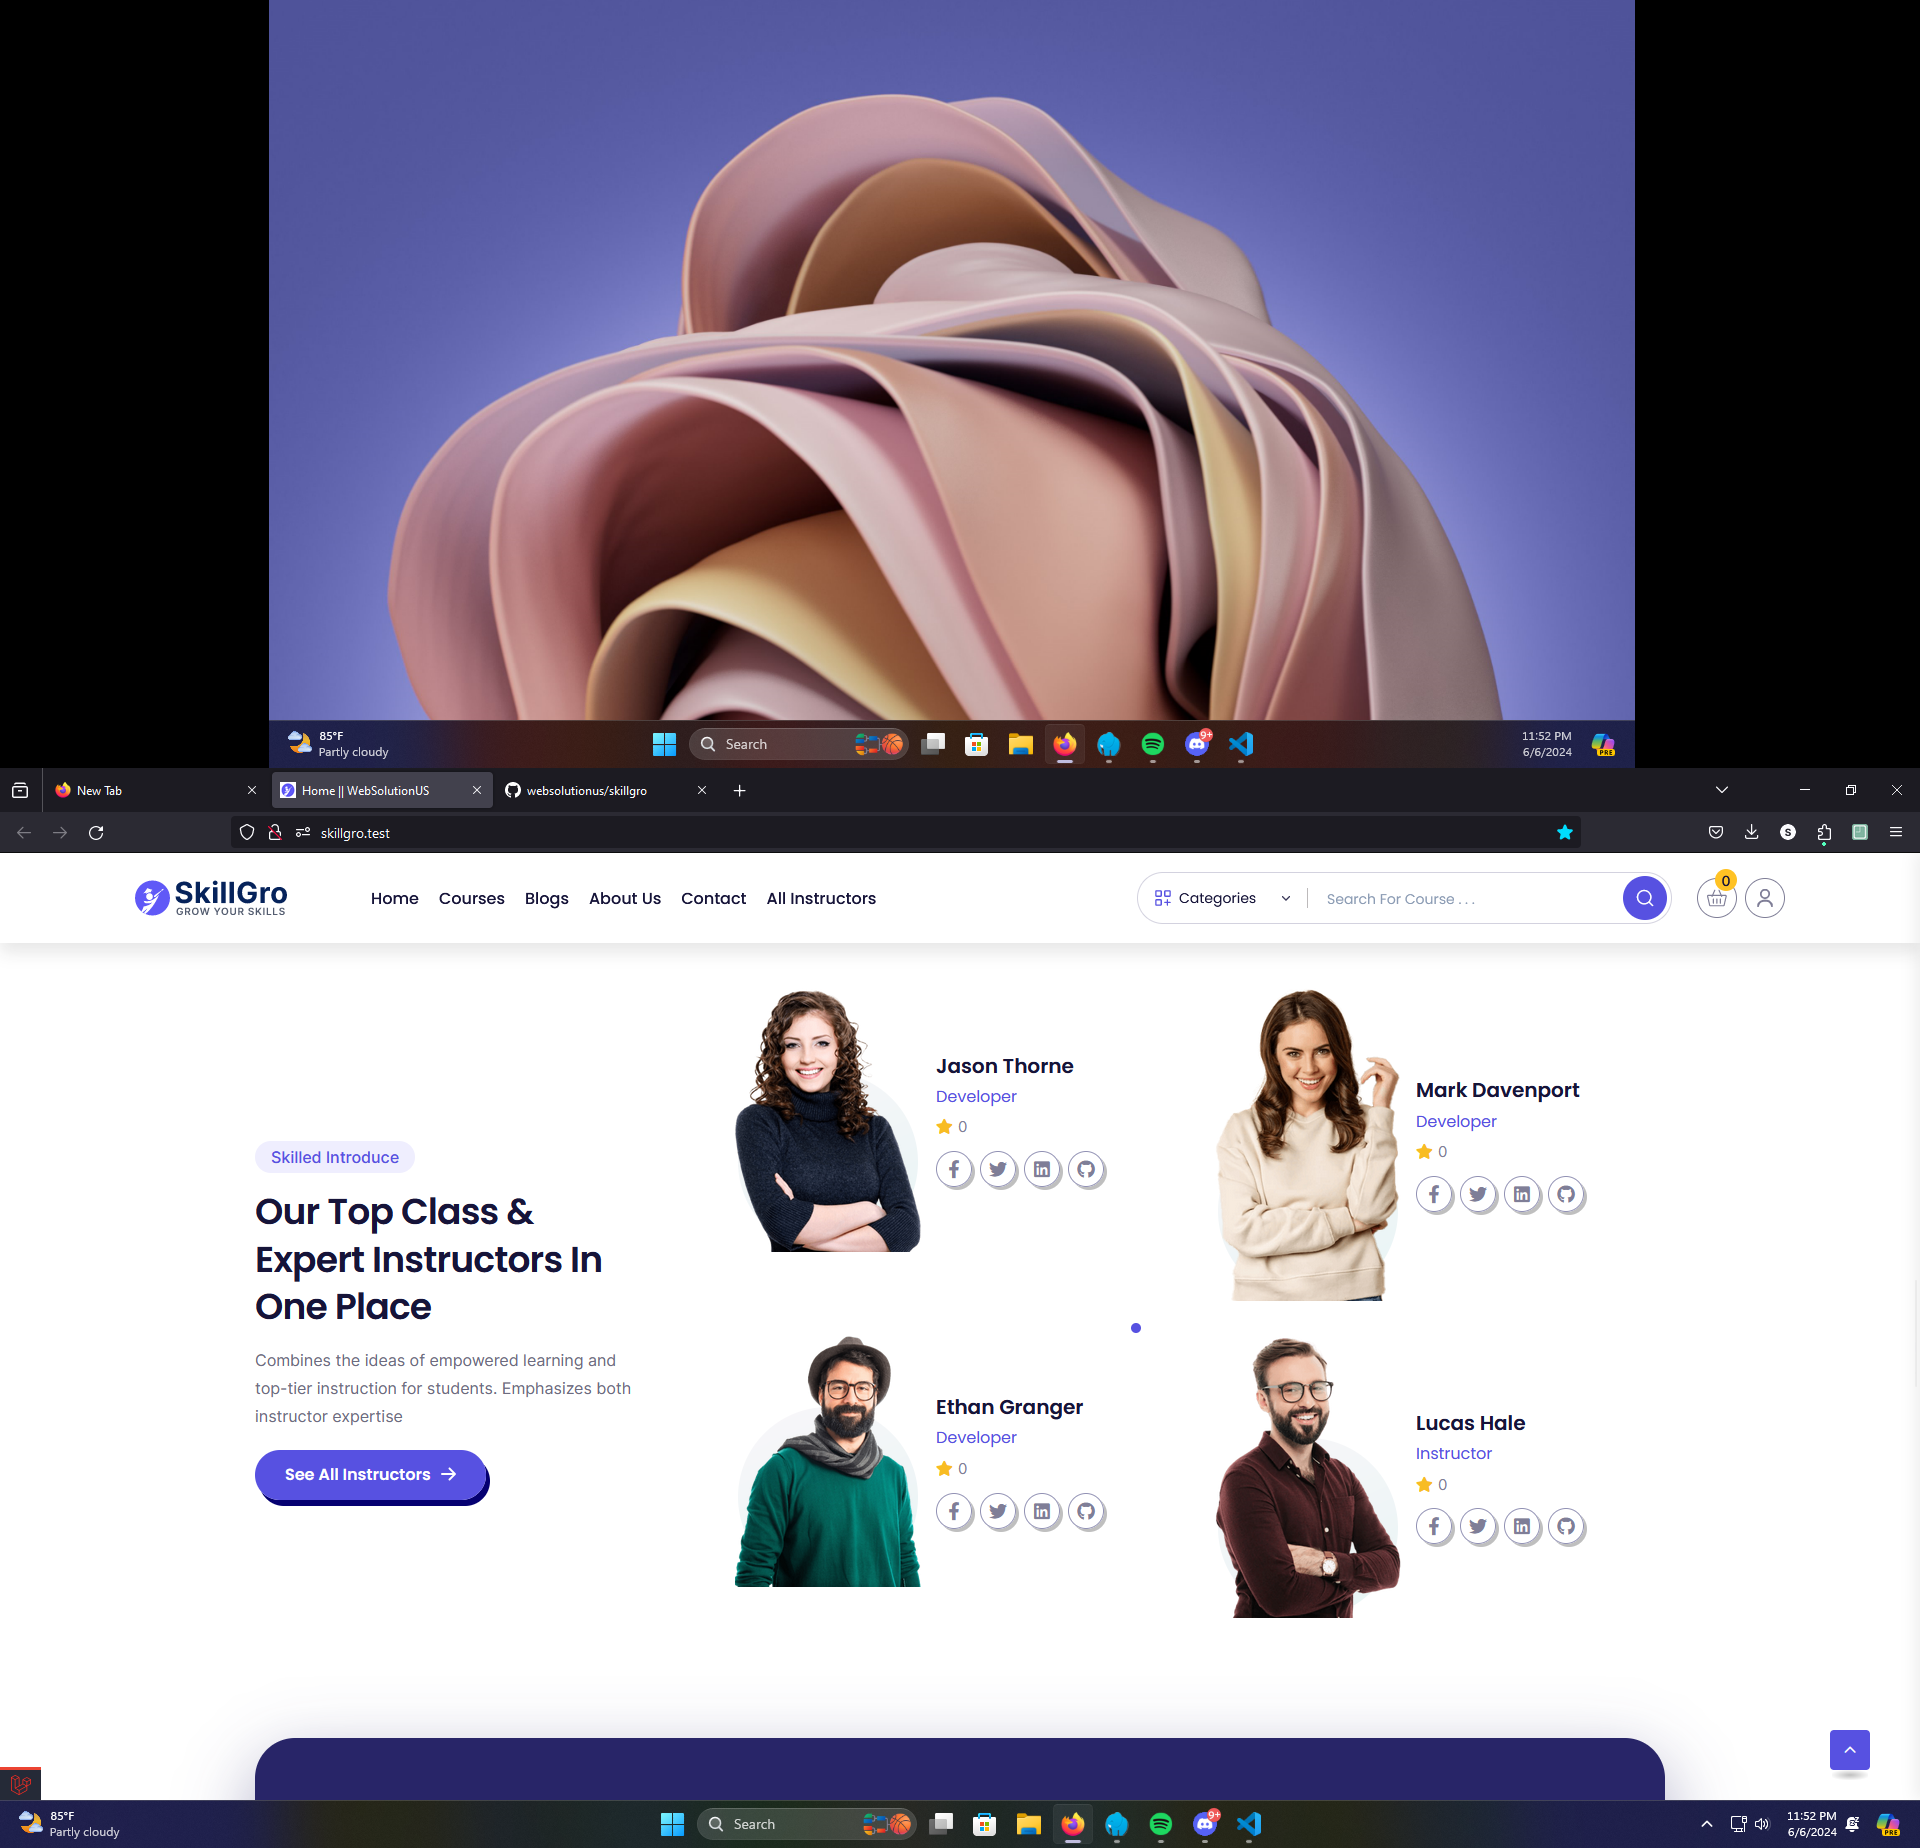 85°F
Partly cloudy
Search
9+
11:52 PM
6/6/2024
PRE
New Tab
Home || WebSolutionUS
websolutionus/skillgro
skillgro.test
S
SkillGro
GROW YOUR SKILLS
Home
Courses
Blogs
About Us
Contact
All Instructors
Categories
Search For Course . . .
0
Skilled Introduce
Our Top Class &
Expert Instructors In
One Place
Combines the ideas of empowered learning and
top-tier instruction for students. Emphasizes both
instructor expertise
See All Instructors
Jason Thorne
Developer
0
Mark Davenport
Developer
0
Ethan Granger
Developer
0
Lucas Hale
Instructor
0
85°F
Partly cloudy
Search
9+
11:52 PM
6/6/2024
PRE